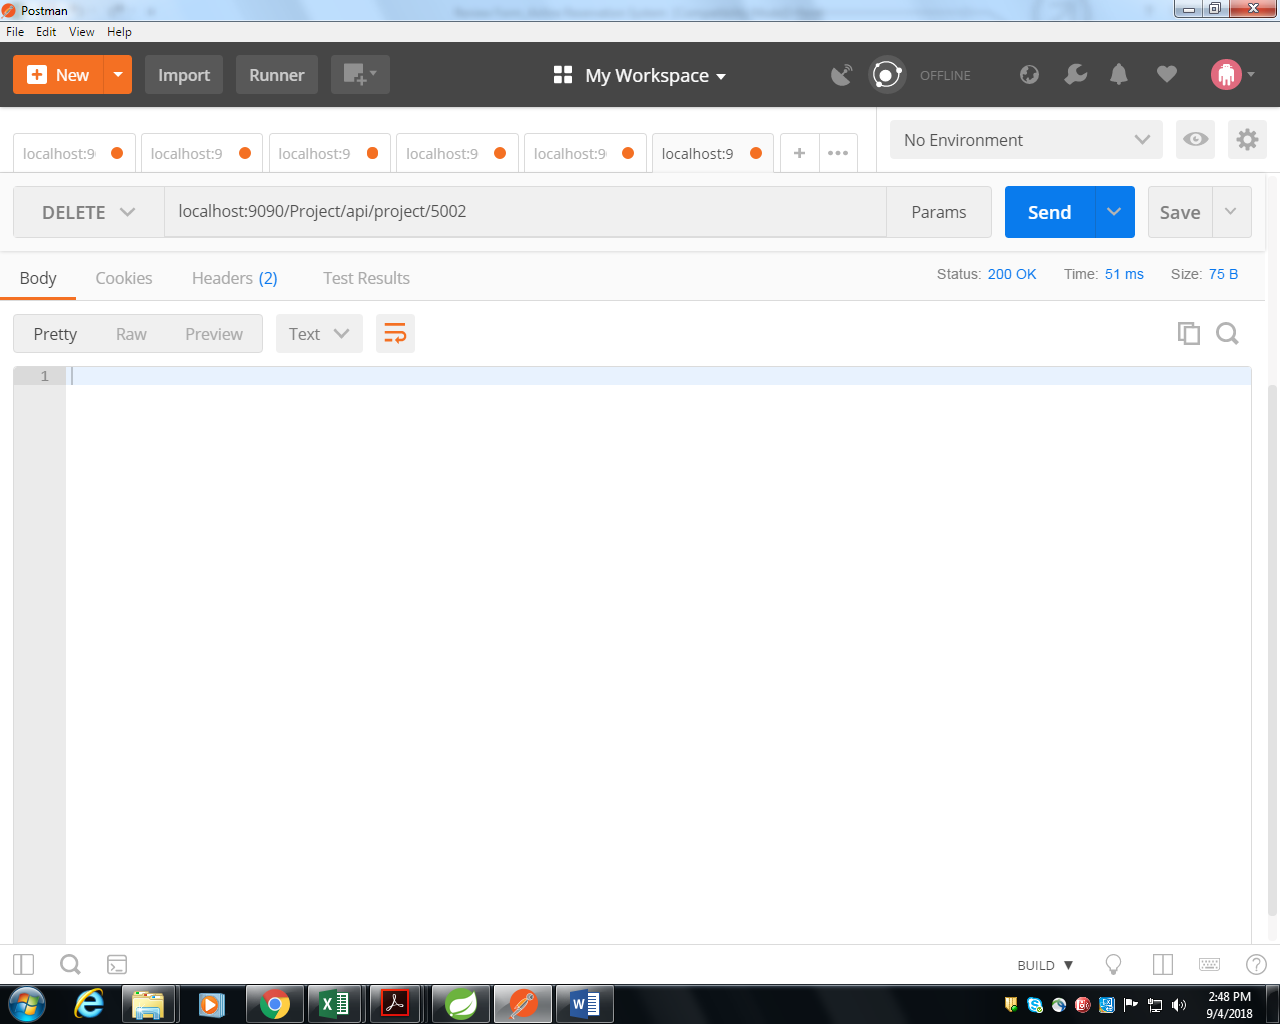 Postman
File Edit View Help
New Import Runner My Workspace OFFLINE
localhost:9 localhost:9 localhost:9 localhost:9 localhost:9 localhost:9 + ••• No Environment
DELETE localhost:9090/Project/api/project/5002 Params Send Save
Body Cookies Headers (2) Test Results Status: 200 OK Time: 51 ms Size: 75 B
Pretty Raw Preview Text
1
BUILD ▼
2:48 PM
9/4/2018